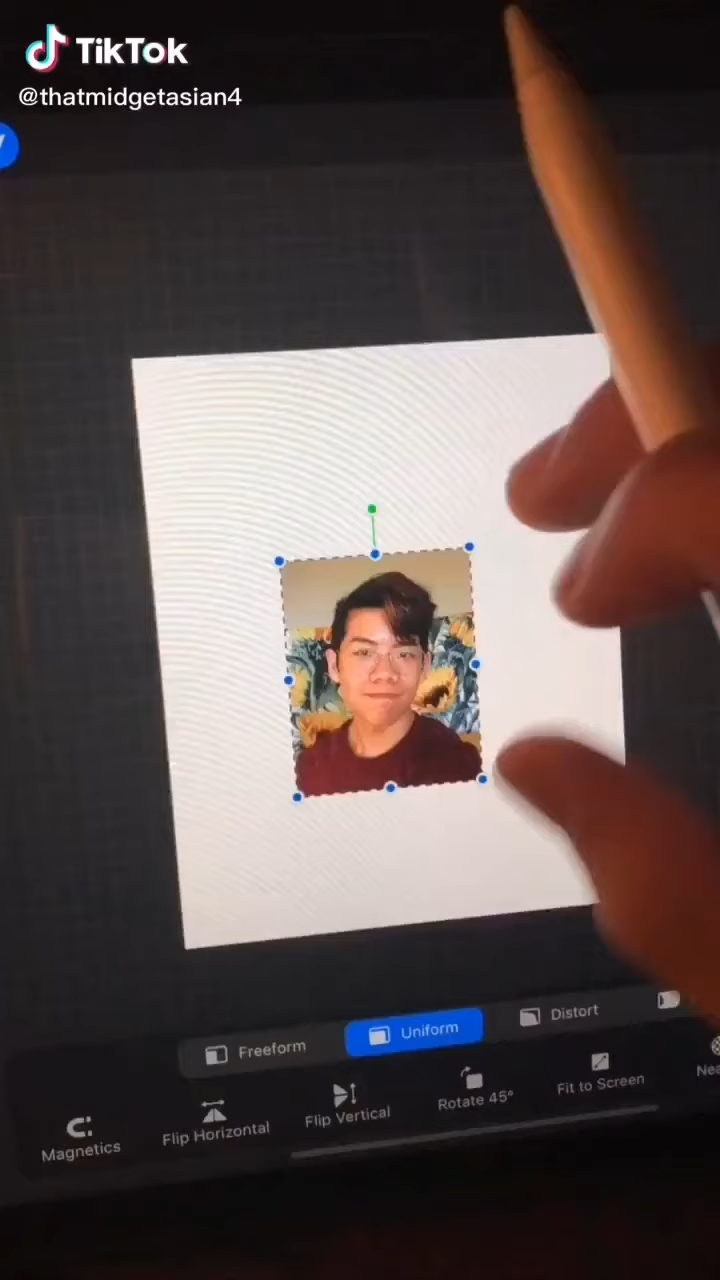 TikTok
@thatmidgetasian4
Freeform
Uniform
Distort
Magnetics
Flip Horizontal
Flip Vertical
Rotate 45°
Fit to Screen